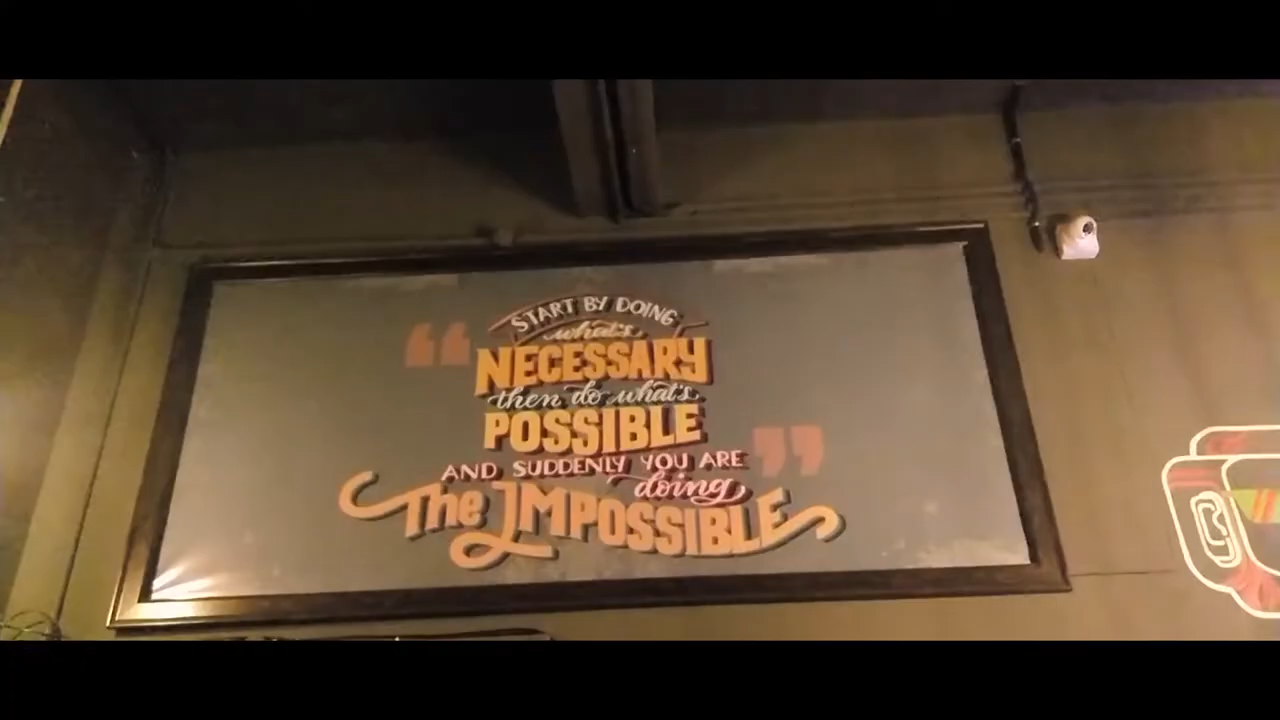 “
START BY DOING
what's
NECESSARY
then do what's
POSSIBLE
AND SUDDENLY YOU ARE
doing
The IMPOSSIBLE
”